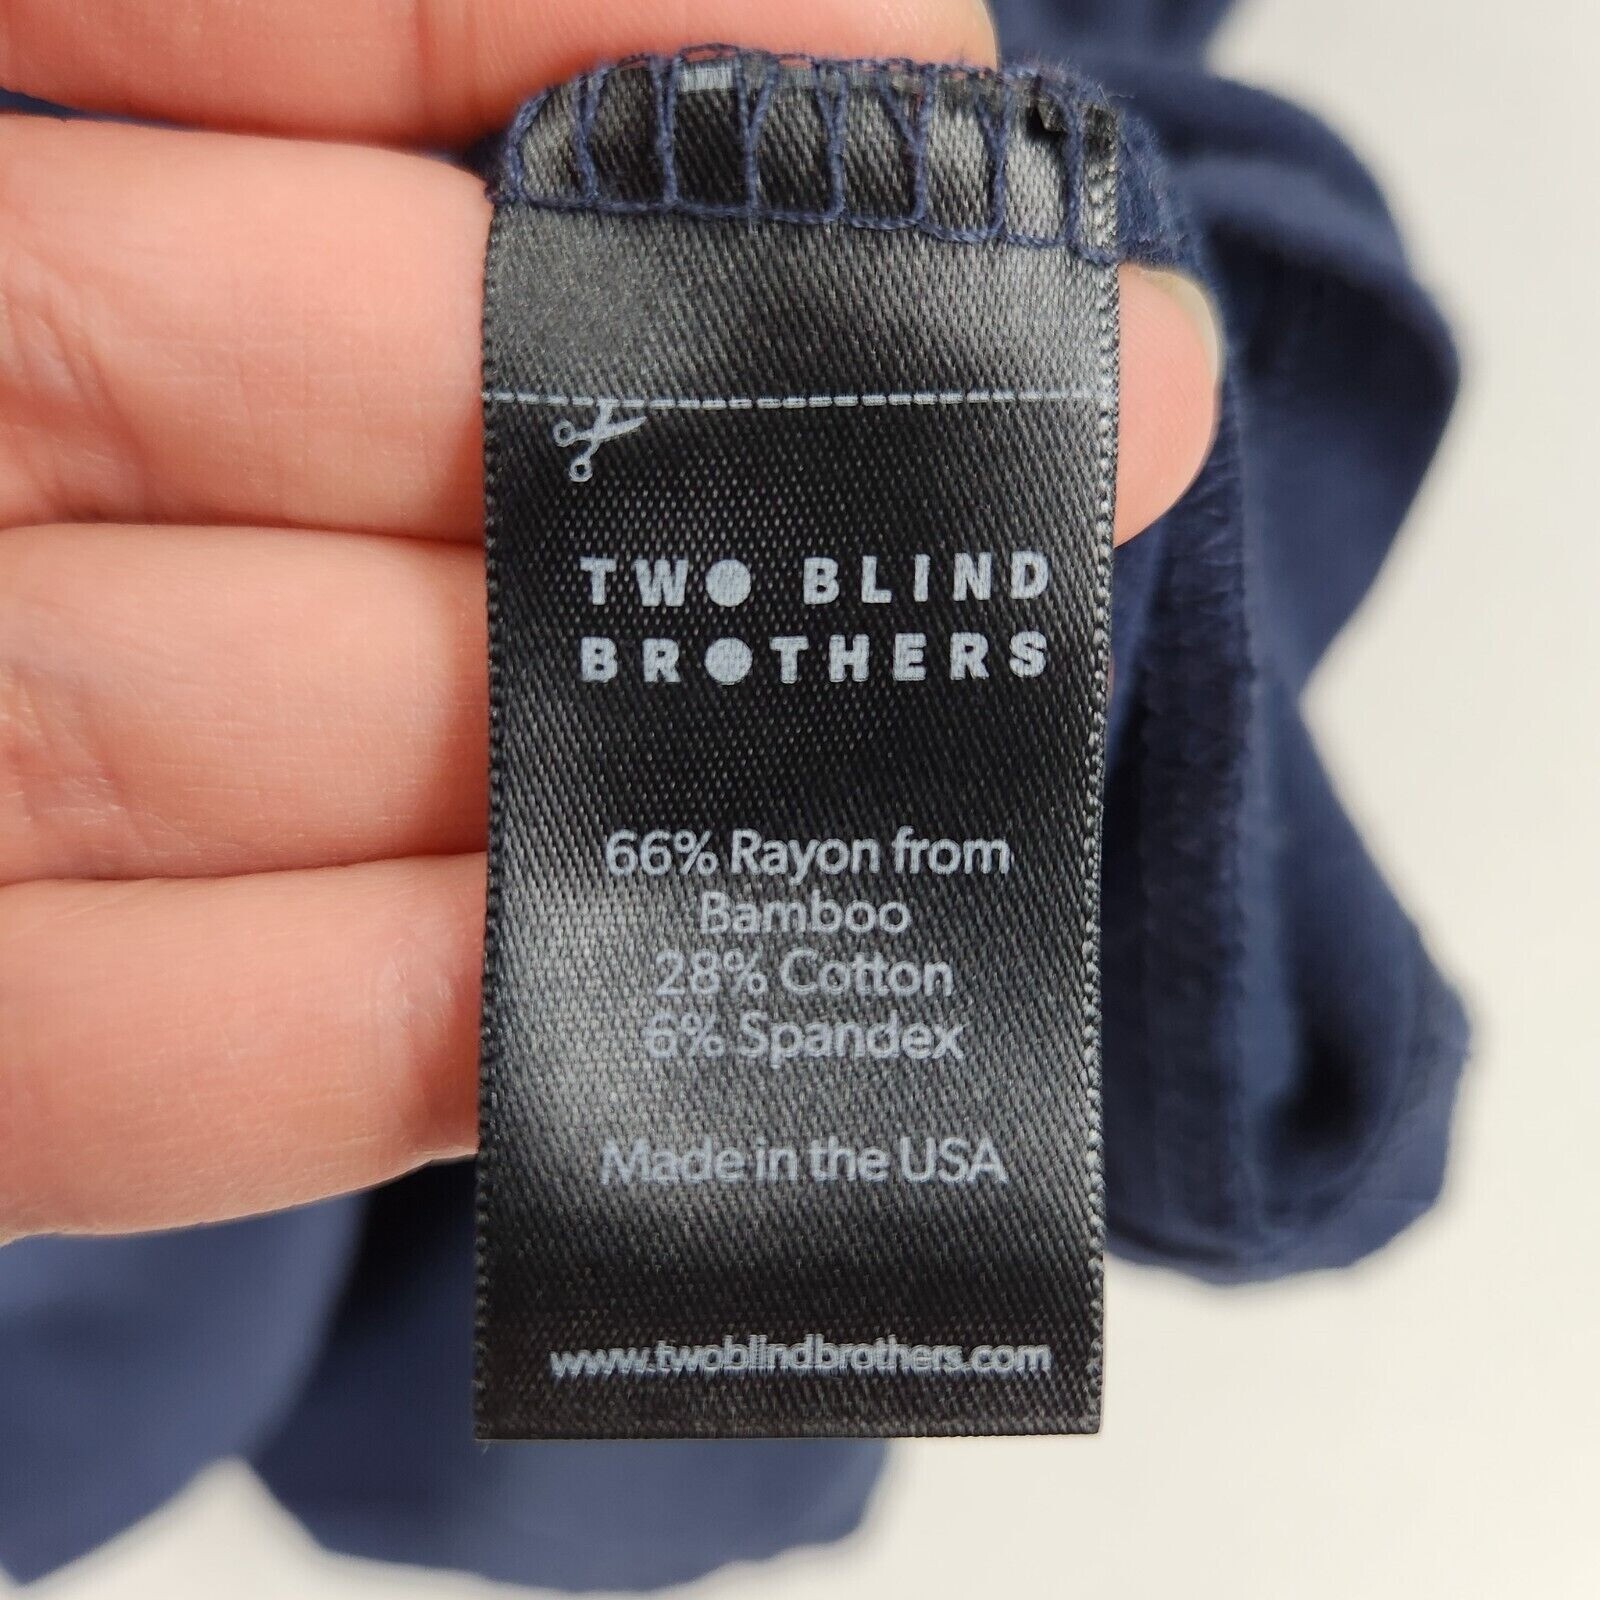 TWO BLIND
BROTHERS
66% Rayon from
Bamboo
28% Cotton
6% Spandex
Made in the USA
www.twoblindbrothers.com